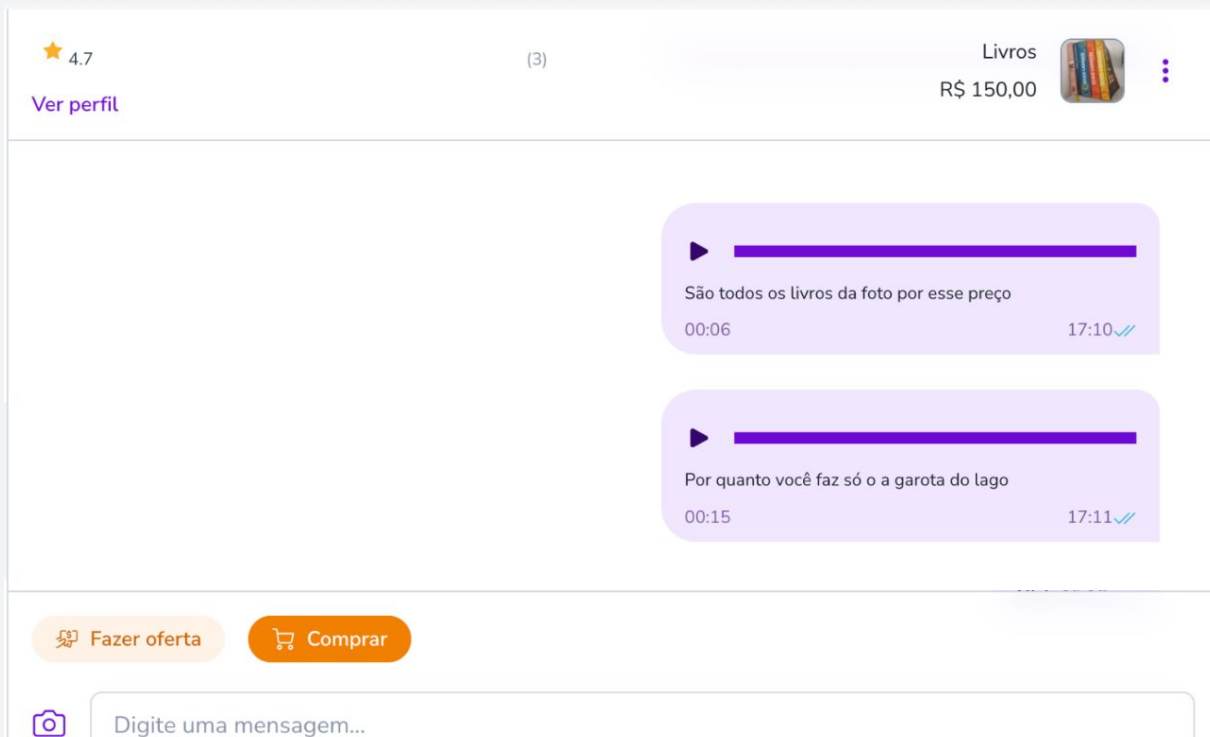 4.7
(3)
Livros
R$ 150,00
Ver perfil
São todos os livros da foto por esse preço
00:06
17:10
Por quanto você faz só o a garota do lago
00:15
17:11
Fazer oferta
Comprar
Digite uma mensagem...